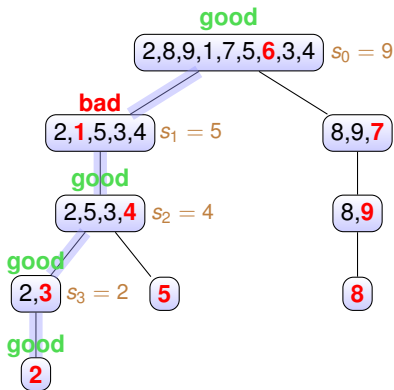 good
2,8,9,1,7,5,6,3,4 s₀ = 9
bad
2,1,5,3,4 s₁ = 5 8,9,7
good
2,5,3,4 s₂ = 4 8,9
good
2,3 s₃ = 2 5 8
good
2